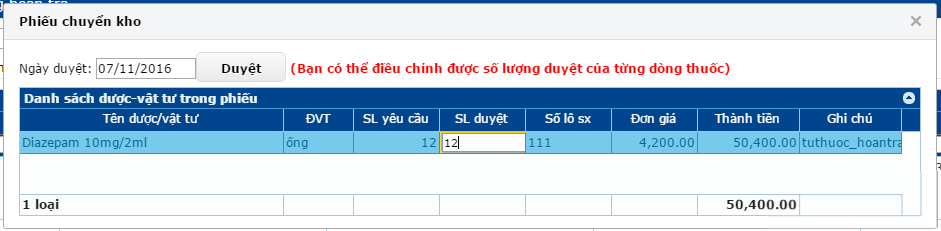 Phiếu chuyển kho
Ngày duyệt: 07/11/2016 Duyệt (Bạn có thể điều chỉnh được số lượng duyệt của từng dòng thuốc)
Danh sách dược-vật tư trong phiếu
Tên dược/vật tư ĐVT SL yêu cầu SL duyệt Số lô sx Đơn giá Thành tiền Ghi chú
Diazepam 10mg/2ml ống 12 12 111 4,200.00 50,400.00 tuthuoc_hoantra
1 loại 50,400.00